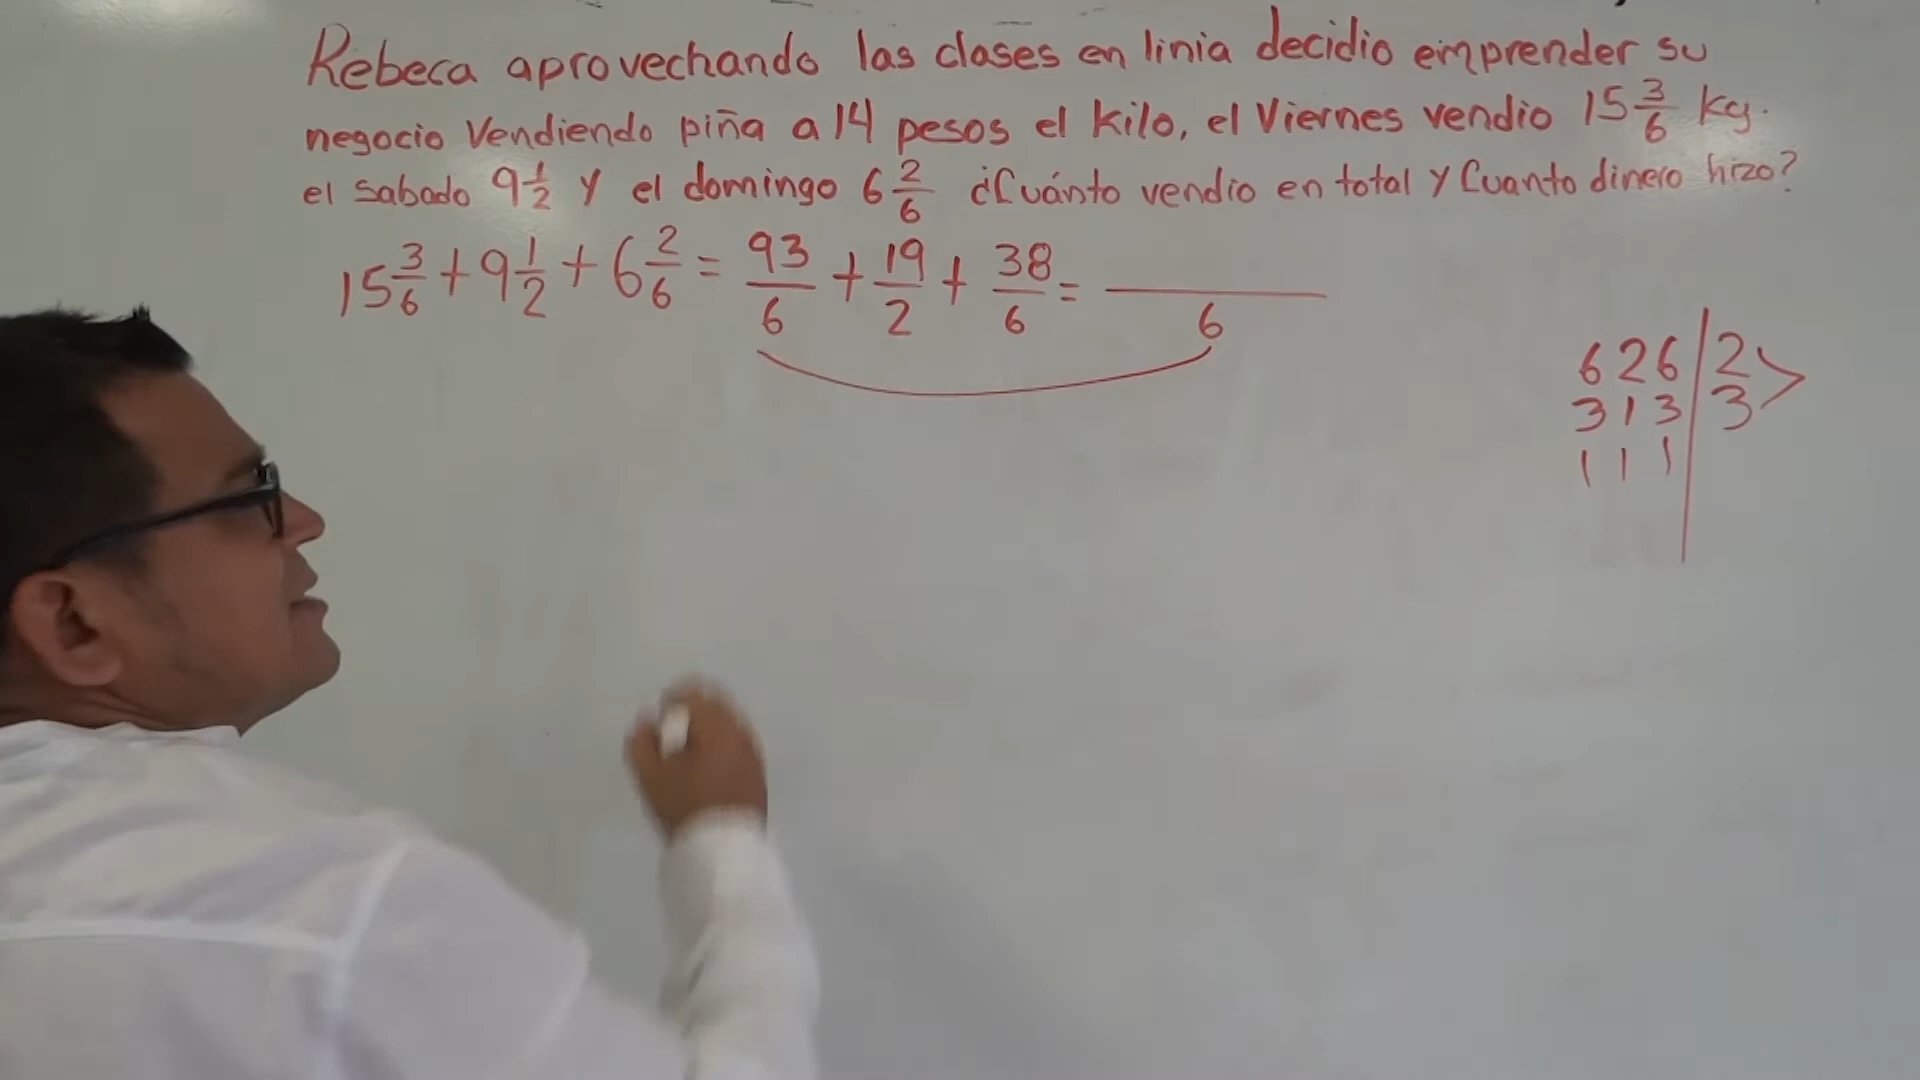 Rebeca aprovechando las clases en linia decidio emprender su
negocio Vendiendo piña a 14 pesos el kilo, el Viernes vendio 15 3/6 kg.
el sabado 9 1/2 y el domingo 6 2/6 ¿Cuánto vendio en total y Cuanto dinero hizo?
15 3/6 + 9 1/2 + 6 2/6 = 93/6 + 19/2 + 38/6 = /6
6 2 6 | 2 >
3 1 3 | 3
1 1 1 |